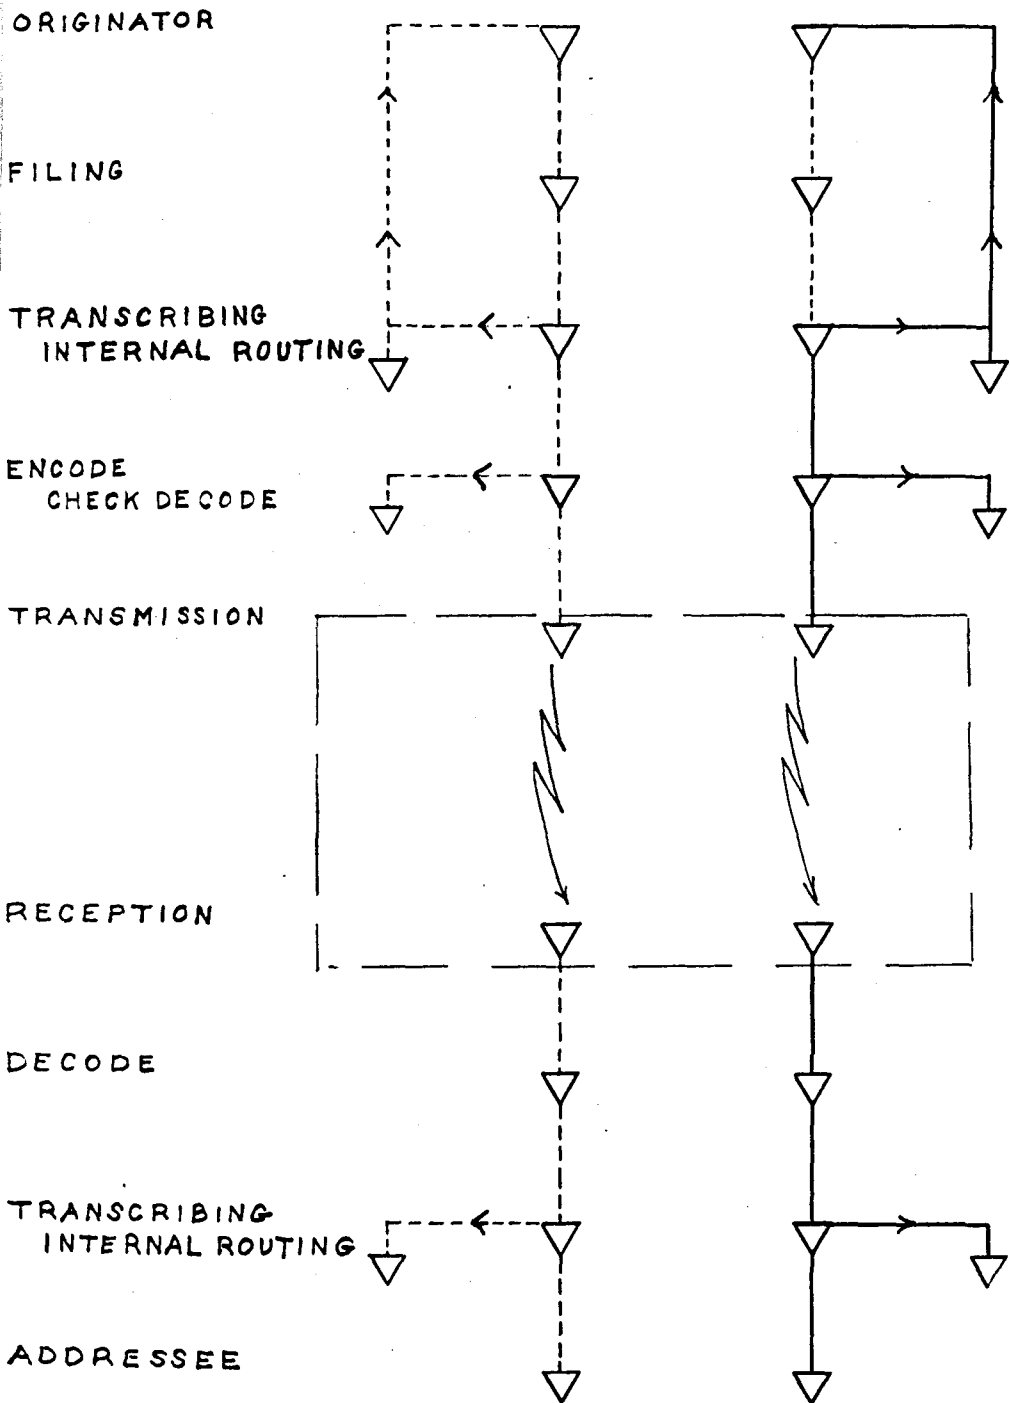 ORIGINATOR
FILING
TRANSCRIBING
INTERNAL ROUTING
ENCODE
CHECK DECODE
TRANSMISSION
RECEPTION
DECODE
TRANSCRIBING
INTERNAL ROUTING
ADDRESSEE